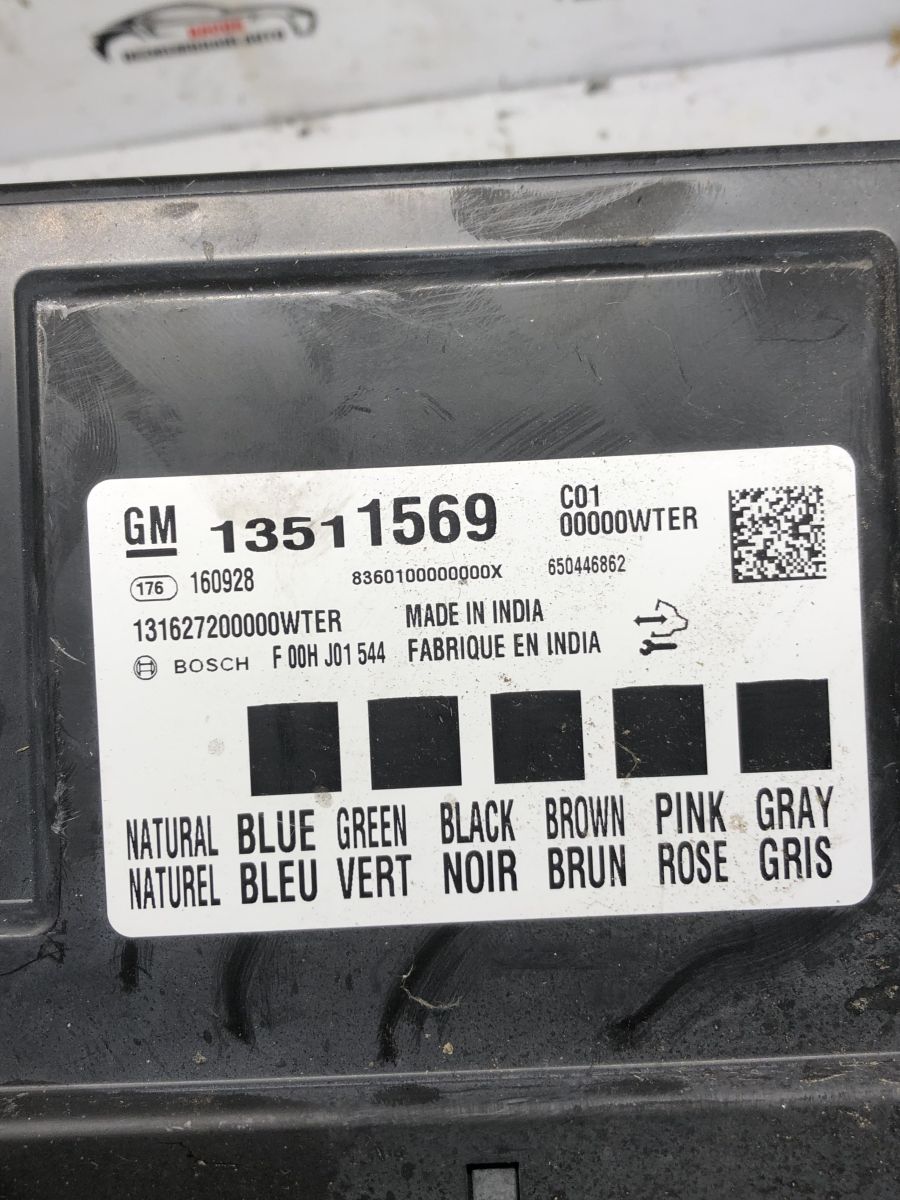 GM 13511569 C01
00000WTER
176 160928 8360100000000X 650446862
131627200000WTER MADE IN INDIA
BOSCH F 00H J01 544 FABRIQUE EN INDIA
NATURAL BLUE GREEN BLACK BROWN PINK GRAY
NATUREL BLEU VERT NOIR BRUN ROSE GRIS